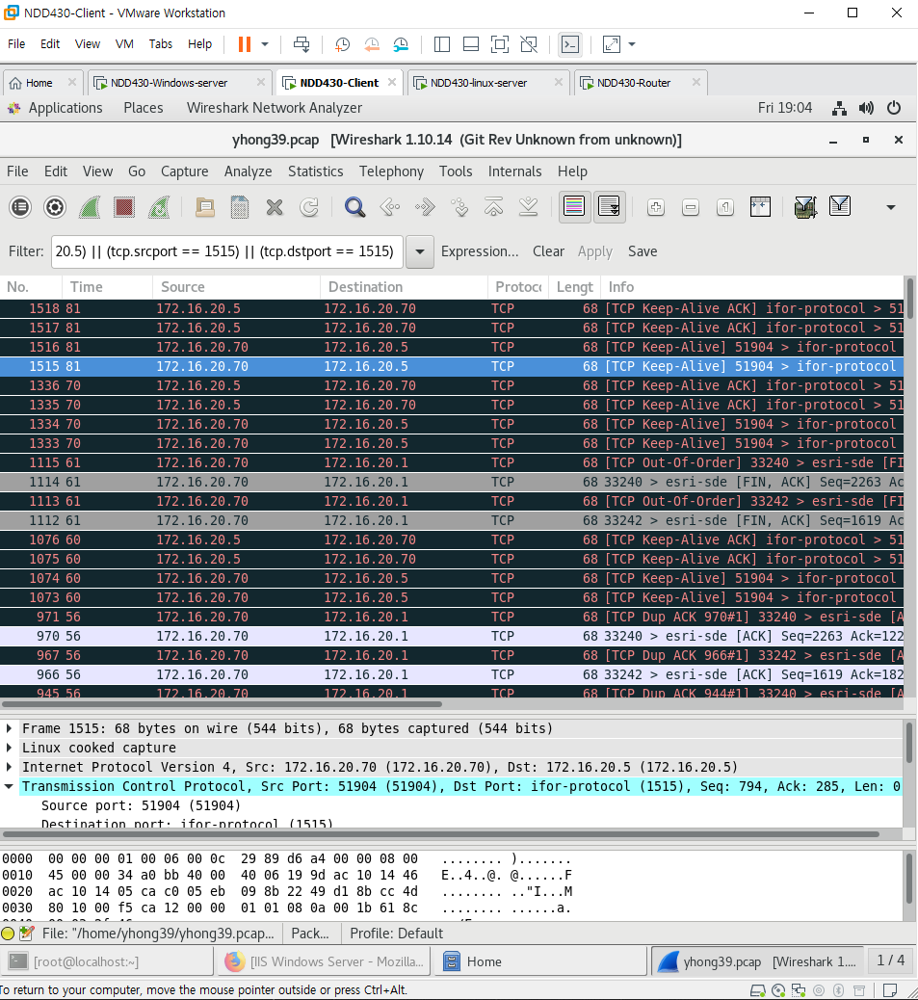 NDD430-Client - VMware Workstation
File Edit View VM Tabs Help
Home NDD430-Windows-server NDD430-Client NDD430-linux-server NDD430-Router
Applications Places Wireshark Network Analyzer Fri 19:04
yhong39.pcap [Wireshark 1.10.14 (Git Rev Unknown from unknown)]
File Edit View Go Capture Analyze Statistics Telephony Tools Internals Help
Filter: 20.5) || (tcp.srcport == 1515) || (tcp.dstport == 1515) Expression... Clear Apply Save
No. Time Source Destination Protoc Lengt Info
1518 81 172.16.20.5 172.16.20.70 TCP 68 [TCP Keep-Alive ACK] ifor-protocol > 51
1517 81 172.16.20.5 172.16.20.70 TCP 68 [TCP Keep-Alive ACK] ifor-protocol > 51
1516 81 172.16.20.70 172.16.20.5 TCP 68 [TCP Keep-Alive] 51904 > ifor-protocol
1515 81 172.16.20.70 172.16.20.5 TCP 68 [TCP Keep-Alive] 51904 > ifor-protocol
1336 70 172.16.20.5 172.16.20.70 TCP 68 [TCP Keep-Alive ACK] ifor-protocol > 51
1335 70 172.16.20.5 172.16.20.70 TCP 68 [TCP Keep-Alive ACK] ifor-protocol > 51
1334 70 172.16.20.70 172.16.20.5 TCP 68 [TCP Keep-Alive] 51904 > ifor-protocol
1333 70 172.16.20.70 172.16.20.5 TCP 68 [TCP Keep-Alive] 51904 > ifor-protocol
1115 61 172.16.20.70 172.16.20.1 TCP 68 [TCP Out-Of-Order] 33240 > esri-sde [FI
1114 61 172.16.20.70 172.16.20.1 TCP 68 33240 > esri-sde [FIN, ACK] Seq=2263 Ac
1113 61 172.16.20.70 172.16.20.1 TCP 68 [TCP Out-Of-Order] 33242 > esri-sde [FI
1112 61 172.16.20.70 172.16.20.1 TCP 68 33242 > esri-sde [FIN, ACK] Seq=1619 Ac
1076 60 172.16.20.5 172.16.20.70 TCP 68 [TCP Keep-Alive ACK] ifor-protocol > 51
1075 60 172.16.20.5 172.16.20.70 TCP 68 [TCP Keep-Alive ACK] ifor-protocol > 51
1074 60 172.16.20.70 172.16.20.5 TCP 68 [TCP Keep-Alive] 51904 > ifor-protocol
1073 60 172.16.20.70 172.16.20.5 TCP 68 [TCP Keep-Alive] 51904 > ifor-protocol
971 56 172.16.20.70 172.16.20.1 TCP 68 [TCP Dup ACK 970#1] 33240 > esri-sde [A
970 56 172.16.20.70 172.16.20.1 TCP 68 33240 > esri-sde [ACK] Seq=2263 Ack=122
967 56 172.16.20.70 172.16.20.1 TCP 68 [TCP Dup ACK 966#1] 33242 > esri-sde [A
966 56 172.16.20.70 172.16.20.1 TCP 68 33242 > esri-sde [ACK] Seq=1619 Ack=182
945 56 172.16.20.70 172.16.20.1 TCP 68 [TCP Dup ACK 944#1] 33240 > esri-sde [A
Frame 1515: 68 bytes on wire (544 bits), 68 bytes captured (544 bits)
Linux cooked capture
Internet Protocol Version 4, Src: 172.16.20.70 (172.16.20.70), Dst: 172.16.20.5 (172.16.20.5)
Transmission Control Protocol, Src Port: 51904 (51904), Dst Port: ifor-protocol (1515), Seq: 794, Ack: 285, Len: 0
Source port: 51904 (51904)
Destination port: ifor-protocol (1515)
0000 00 00 00 01 00 06 00 0c 29 89 d6 a4 00 00 08 00 ........ ).......
0010 45 00 00 34 a0 bb 40 00 40 06 19 9d ac 10 14 46 E..4..@. @......F
0020 ac 10 14 05 ca c0 05 eb 09 8b 22 49 d1 8b cc 4d ........ .."I...M
0030 80 10 00 f5 ca 12 00 00 01 01 08 0a 00 1b 61 8c ........ ......a.
File: "/home/yhong39/yhong39.pcap... Pack... Profile: Default
[root@localhost:~] [IIS Windows Server - Mozilla... Home yhong39.pcap [Wireshark 1.... 1 / 4
To return to your computer, move the mouse pointer outside or press Ctrl+Alt.